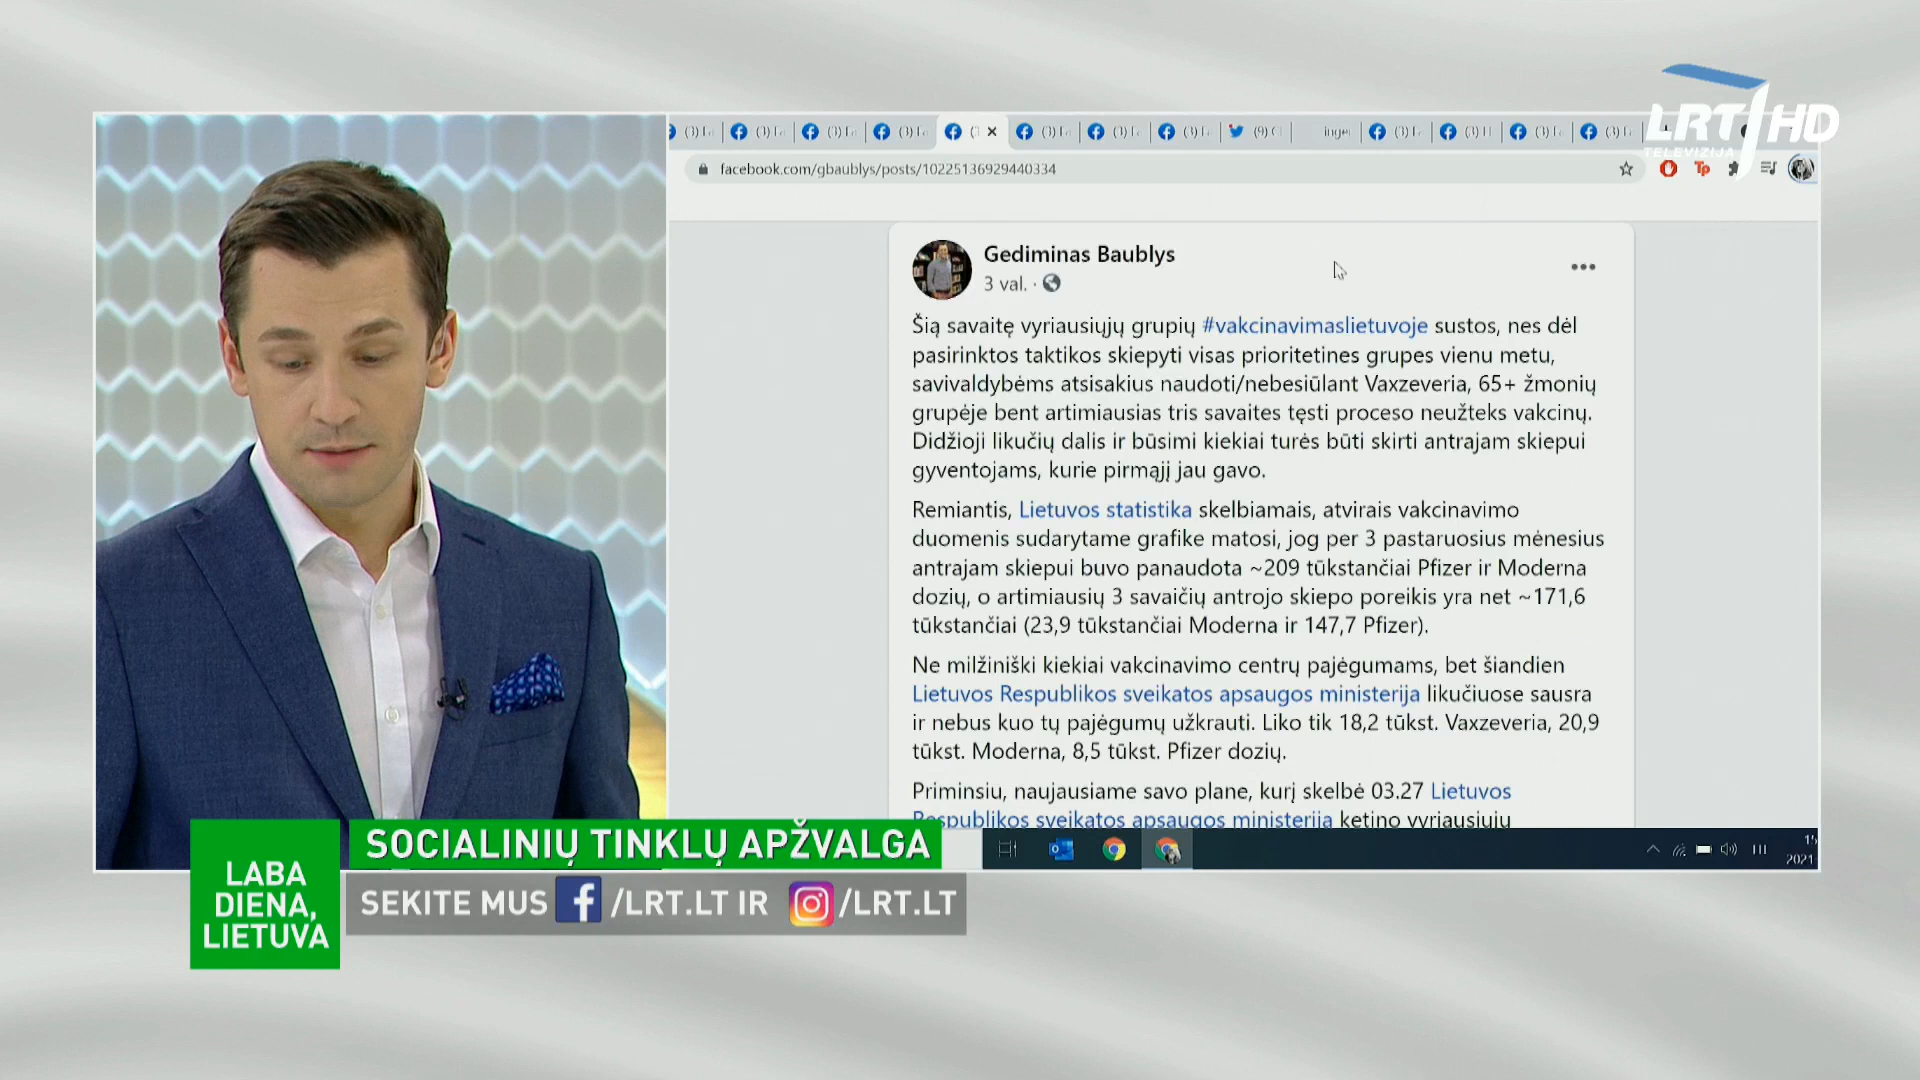 LRT HD
TELEVIZIJA
facebook.com/gbaublys/posts/10225136929440334
Gediminas Baublys
3 val. ·
Šią savaitę vyriausiųjų grupių #vakcinavimaslietuvoje sustos, nes dėl
pasirinktos taktikos skiepyti visas prioritetines grupes vienu metu,
savivaldybėms atsisakius naudoti/nebesiūlant Vaxzeveria, 65+ žmonių
grupėje bent artimiausias tris savaites tęsti proceso neužteks vakcinų.
Didžioji likučių dalis ir būsimi kiekiai turės būti skirti antrajam skiepui
gyventojams, kurie pirmąjį jau gavo.
Remiantis, Lietuvos statistika skelbiamais, atvirais vakcinavimo
duomenis sudarytame grafike matosi, jog per 3 pastaruosius mėnesius
antrajam skiepui buvo panaudota ~209 tūkstančiai Pfizer ir Moderna
dozių, o artimiausių 3 savaičių antrojo skiepo poreikis yra net ~171,6
tūkstančiai (23,9 tūkstančiai Moderna ir 147,7 Pfizer).
Ne milžiniški kiekiai vakcinavimo centrų pajėgumams, bet šiandien
Lietuvos Respublikos sveikatos apsaugos ministerija likučiuose sausra
ir nebus kuo tų pajėgumų užkrauti. Liko tik 18,2 tūkst. Vaxzeveria, 20,9
tūkst. Moderna, 8,5 tūkst. Pfizer dozių.
Priminsiu, naujausiame savo plane, kurį skelbė 03.27 Lietuvos
Respublikos sveikatos apsaugos ministerija ketino vyriausiųjų
2021
SOCIALINIŲ TINKLŲ APŽVALGA
LABA
DIENA,
LIETUVA
SEKITE MUS /LRT.LT IR /LRT.LT